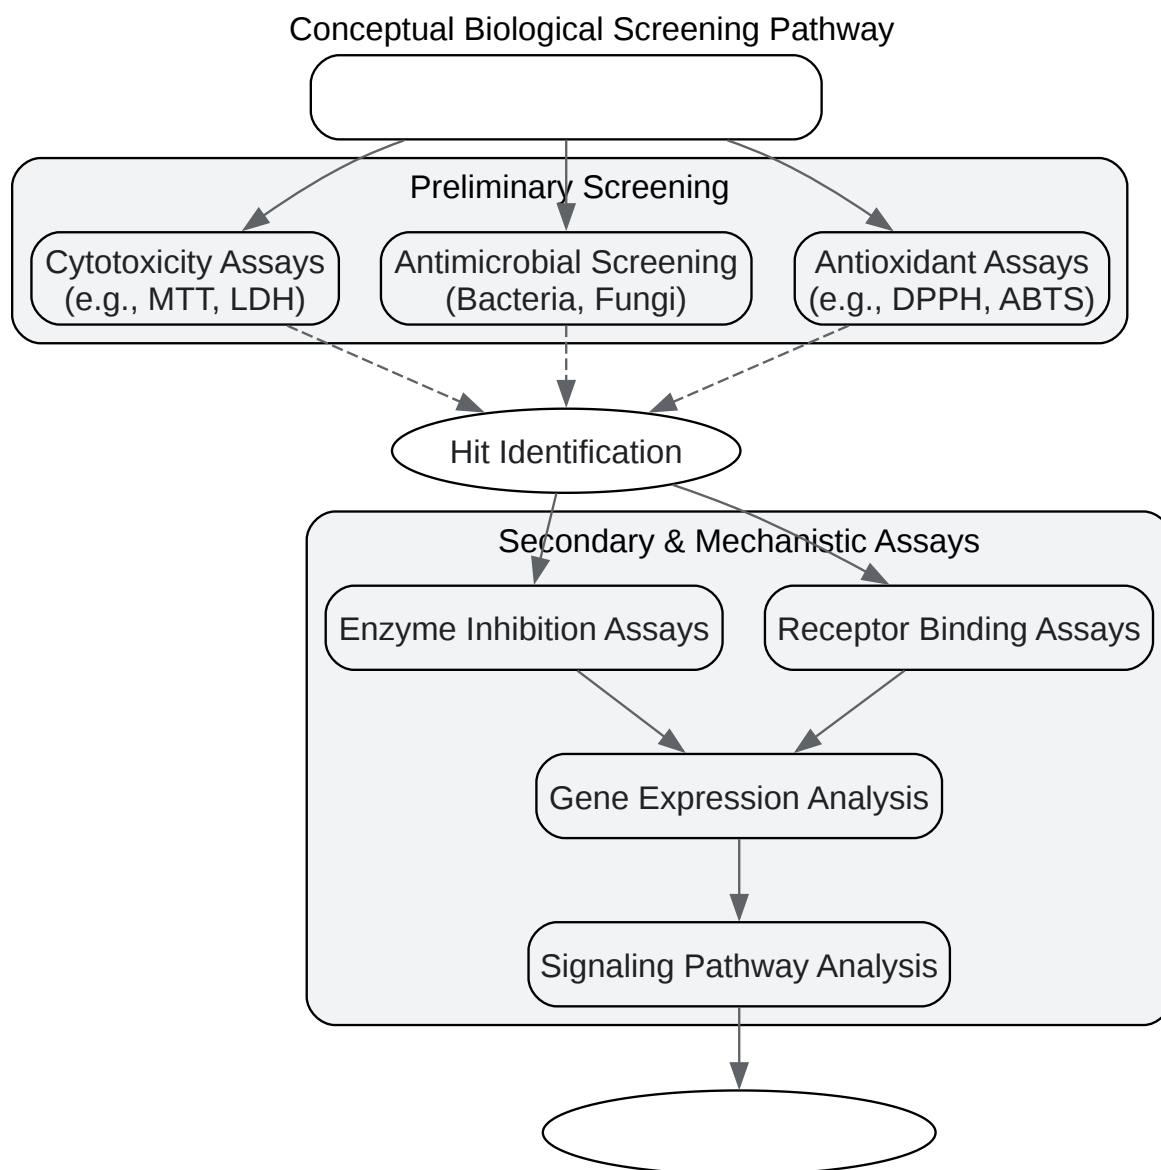 Conceptual Biological Screening Pathway
Preliminary Screening
Cytotoxicity Assays
(e.g., MTT, LDH)
Antimicrobial Screening
(Bacteria, Fungi)
Antioxidant Assays
(e.g., DPPH, ABTS)
Hit Identification
Secondary & Mechanistic Assays
Enzyme Inhibition Assays
Receptor Binding Assays
Gene Expression Analysis
Signaling Pathway Analysis